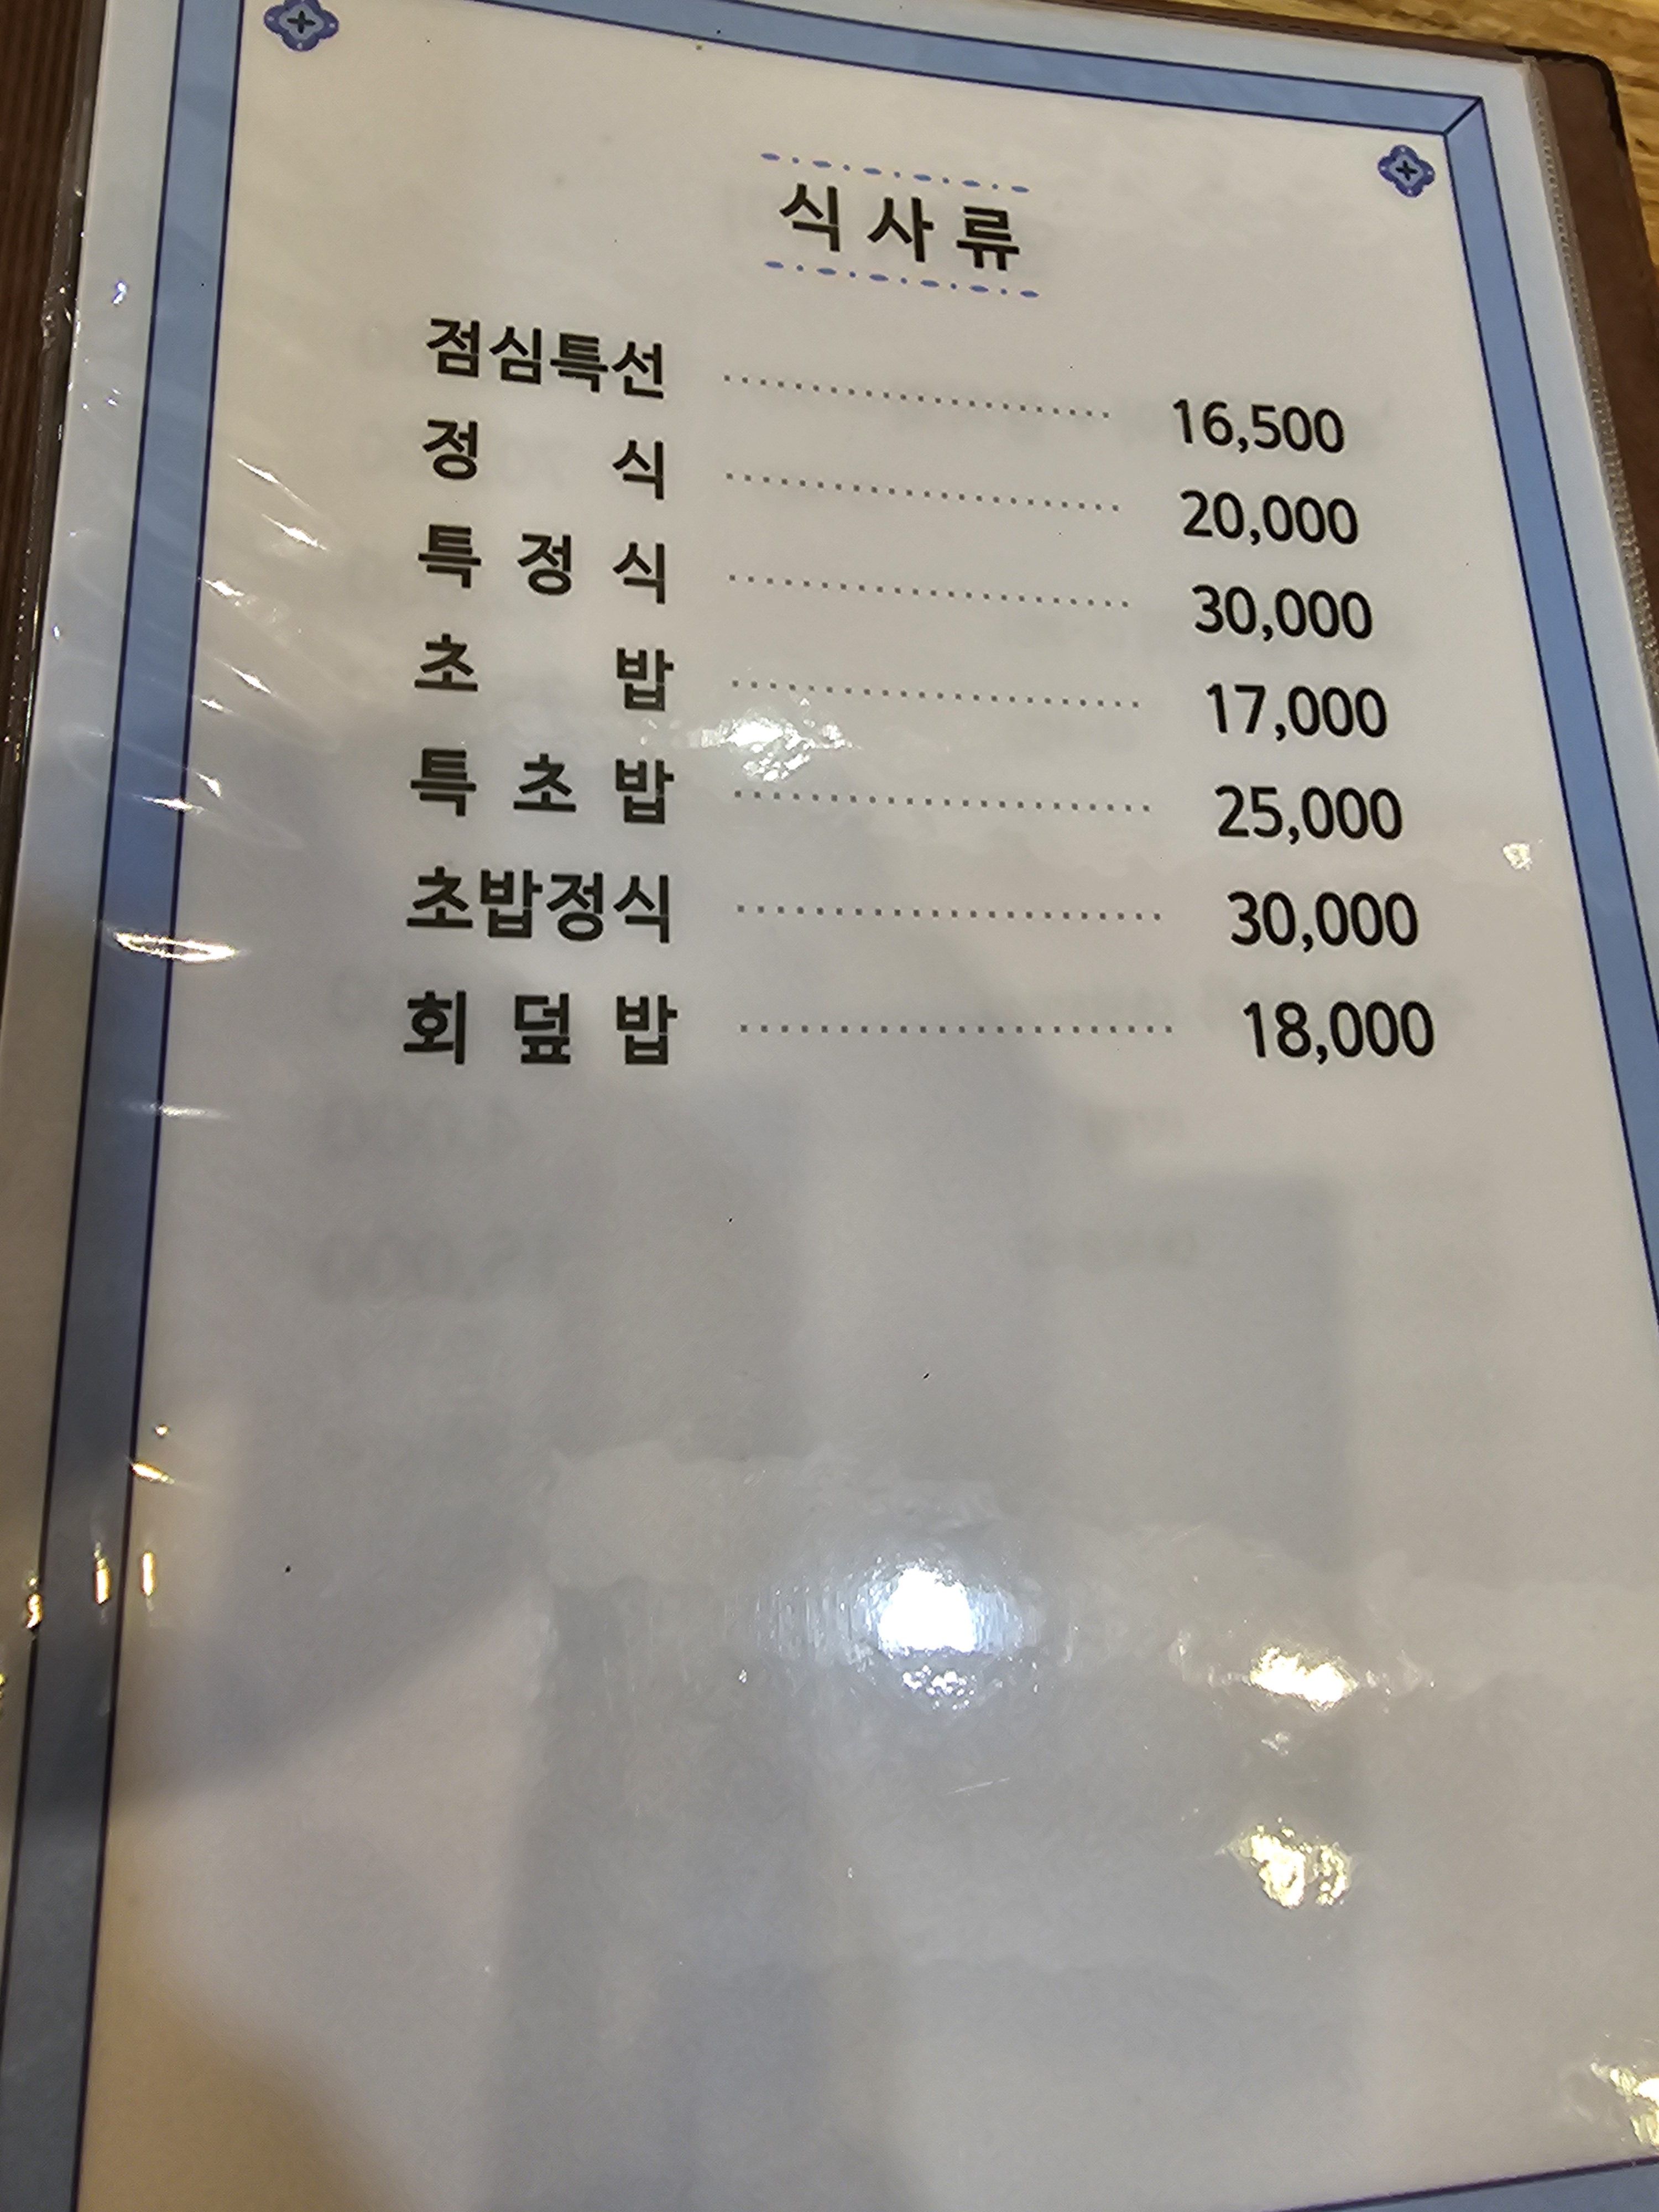 식사류
점심특선 16,500
정 식 20,000
특 정 식 30,000
초 밥 17,000
특 초 밥 25,000
초밥정식 30,000
회 덮 밥 18,000